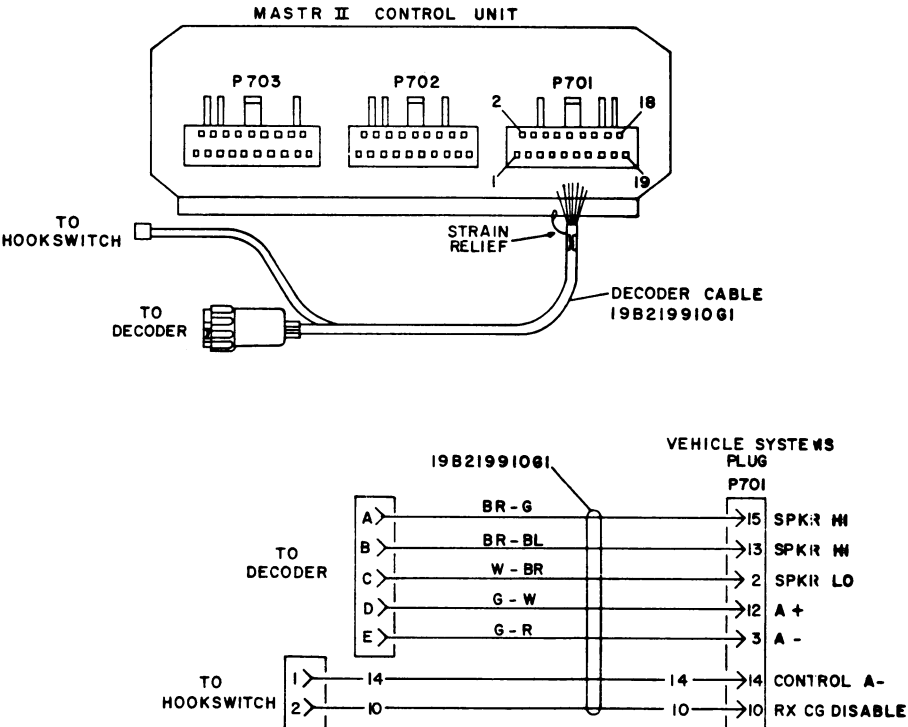 MASTR II CONTROL UNIT
P703
P702
P701
2
18
1
19
TO
HOOKSWITCH
STRAIN
RELIEF
TO
DECODER
DECODER CABLE
19B219910G1
VEHICLE SYSTEMS
PLUG
P701
19B219910G1
TO
DECODER
A BR-G 15 SPKR HI
B BR-BL 13 SPKR HI
C W-BR 2 SPKR LO
D G-W 12 A+
E G-R 3 A-
TO
HOOKSWITCH
1 14 14 14 CONTROL A-
2 10 10 10 RX CG DISABLE